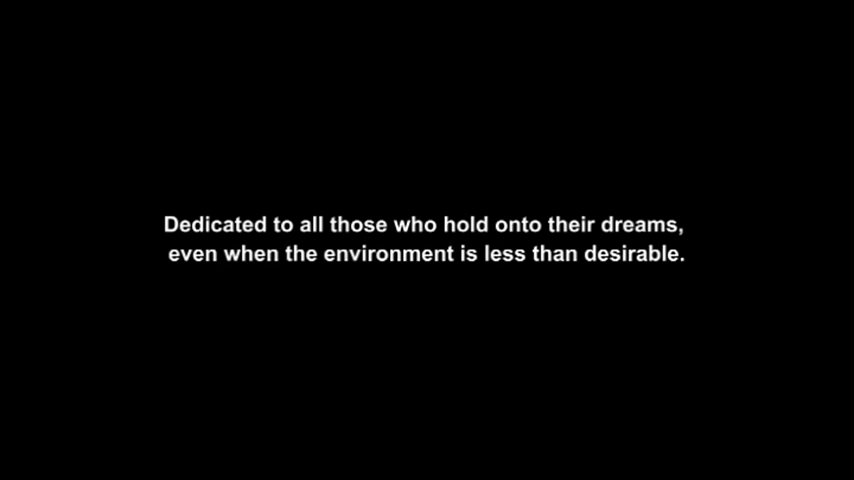 Dedicated to all those who hold onto their dreams,
even when the environment is less than desirable.